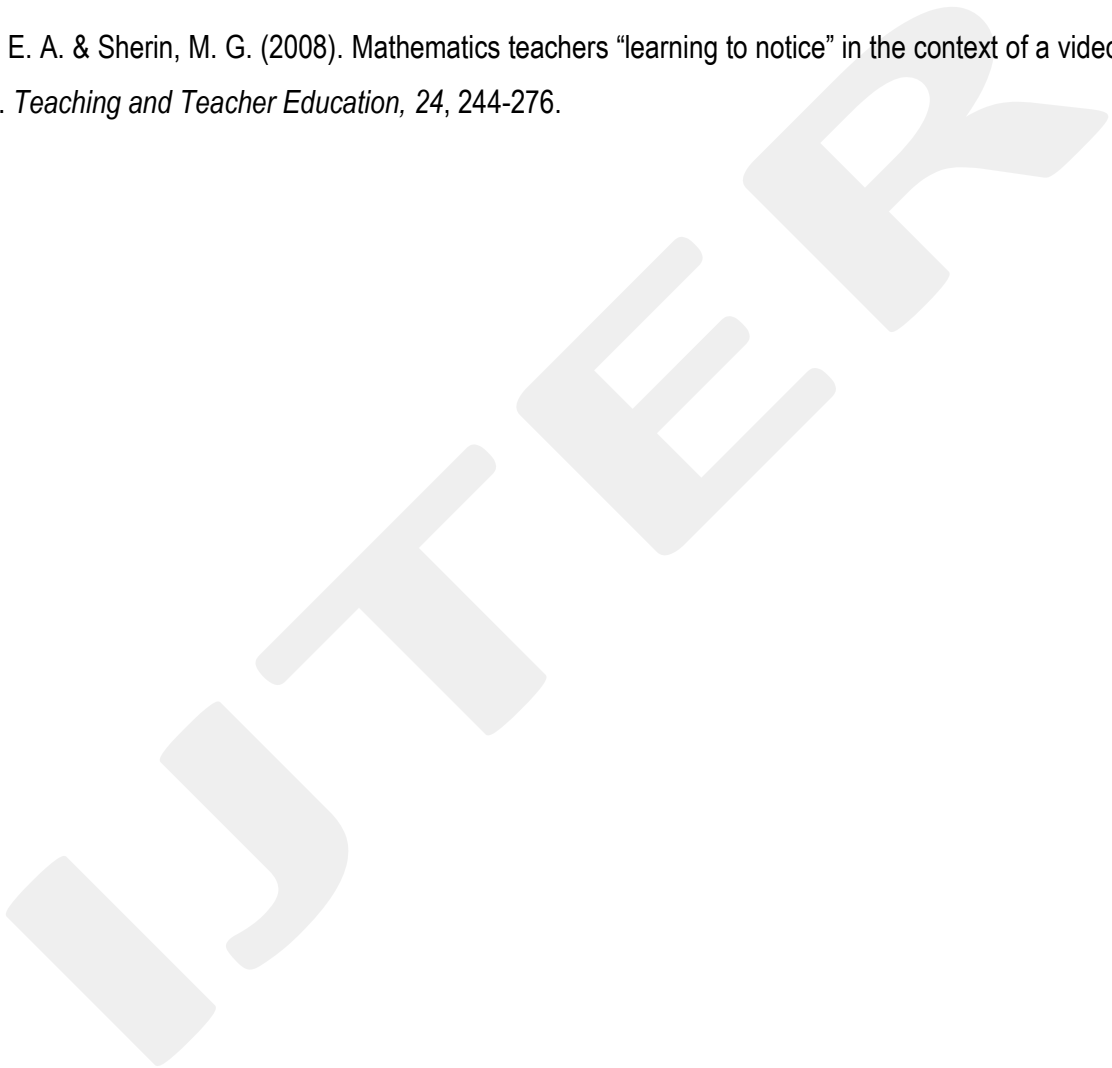 E. A. & Sherin, M. G. (2008). Mathematics teachers “learning to notice” in the context of a video
. Teaching and Teacher Education, 24, 244-276.
IJTER